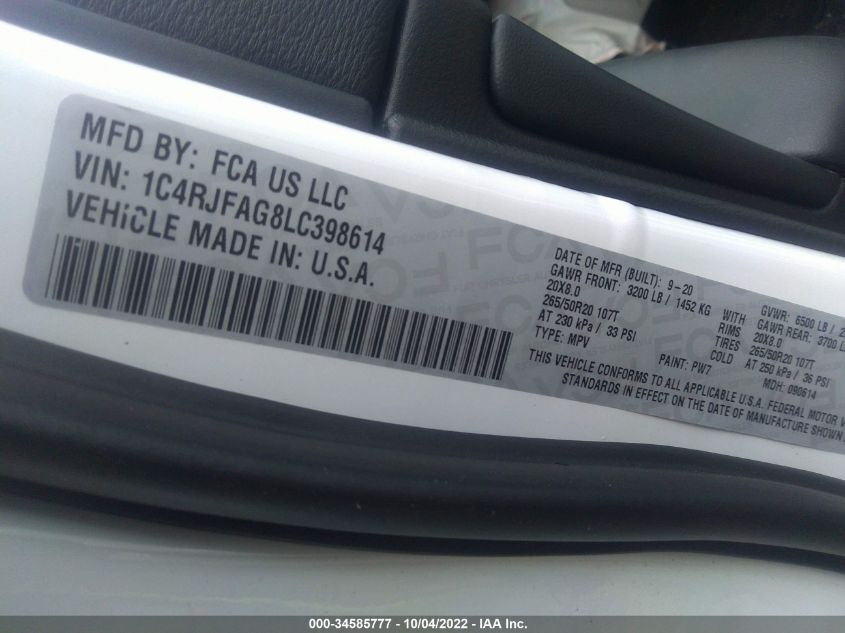 MFD BY: FCA US LLC
VIN: 1C4RJFAG8LC398614
VEHICLE MADE IN: U.S.A.
DATE OF MFR (BUILT): 9-20
GAWR FRONT: 3200 LB / 1452 KG WITH
20X8.0 RIMS
265/50R20 107T TIRES
AT 230 kPa / 33 PSI COLD
TYPE: MPV PAINT: PW7
GVWR: 6500 LB /
GAWR REAR: 3700
20X8.0
265/50R20 107T
AT 250 kPa / 36 PSI
MDH: 090614
THIS VEHICLE CONFORMS TO ALL APPLICABLE U.S.A. FEDERAL MOTOR
STANDARDS IN EFFECT ON THE DATE OF MANUFACTURE SHOWN
000-34585777 - 10/04/2022 - IAA Inc.